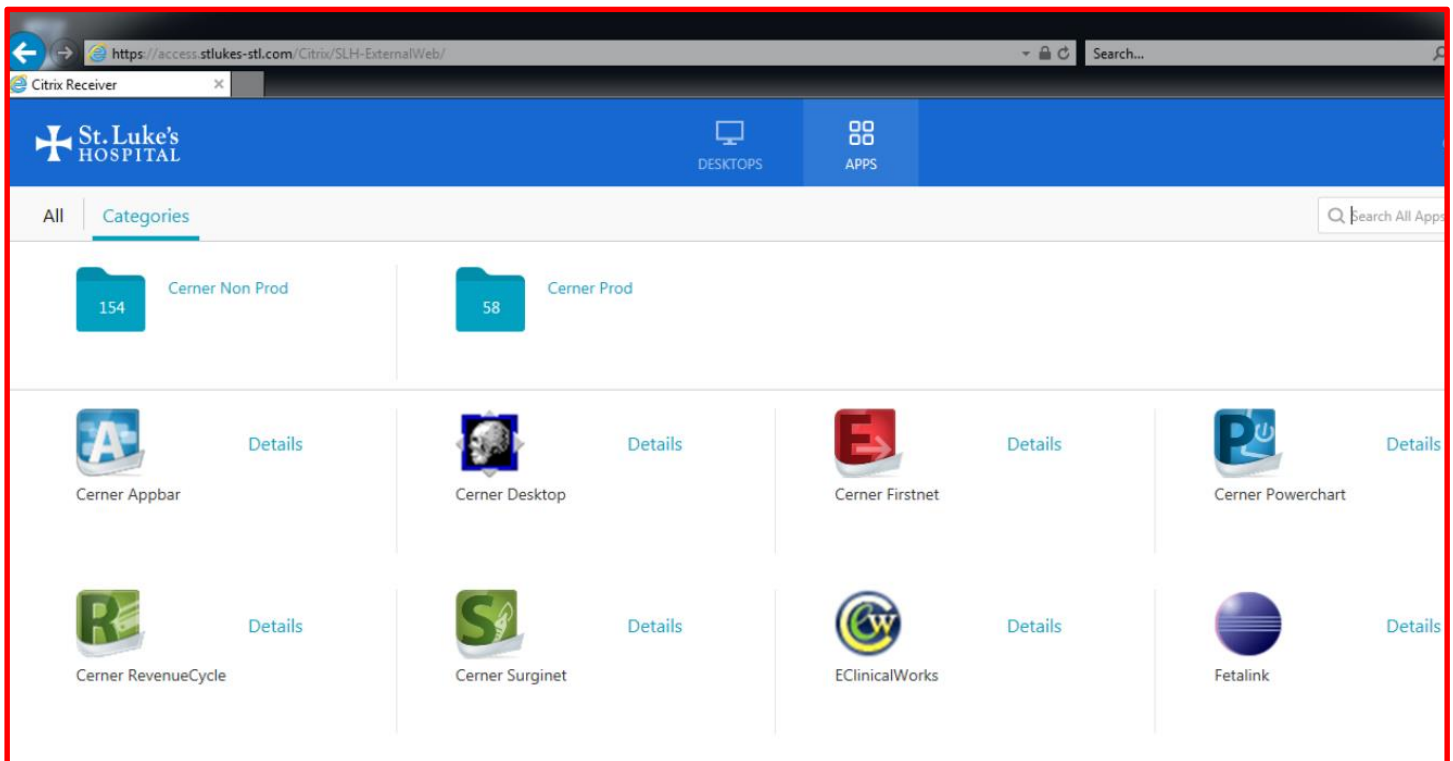 https://access.stlukes-stl.com/Citrix/SLH-ExternalWeb/ Search...
Citrix Receiver
St. Luke's
HOSPITAL
DESKTOPS APPS
All Categories Search All Apps
154 Cerner Non Prod 58 Cerner Prod
A Details Details E Details P Details
Cerner Appbar Cerner Desktop Cerner Firstnet Cerner Powerchart
R Details S Details eCW Details Details
Cerner RevenueCycle Cerner Surginet EClinicalWorks Fetalink